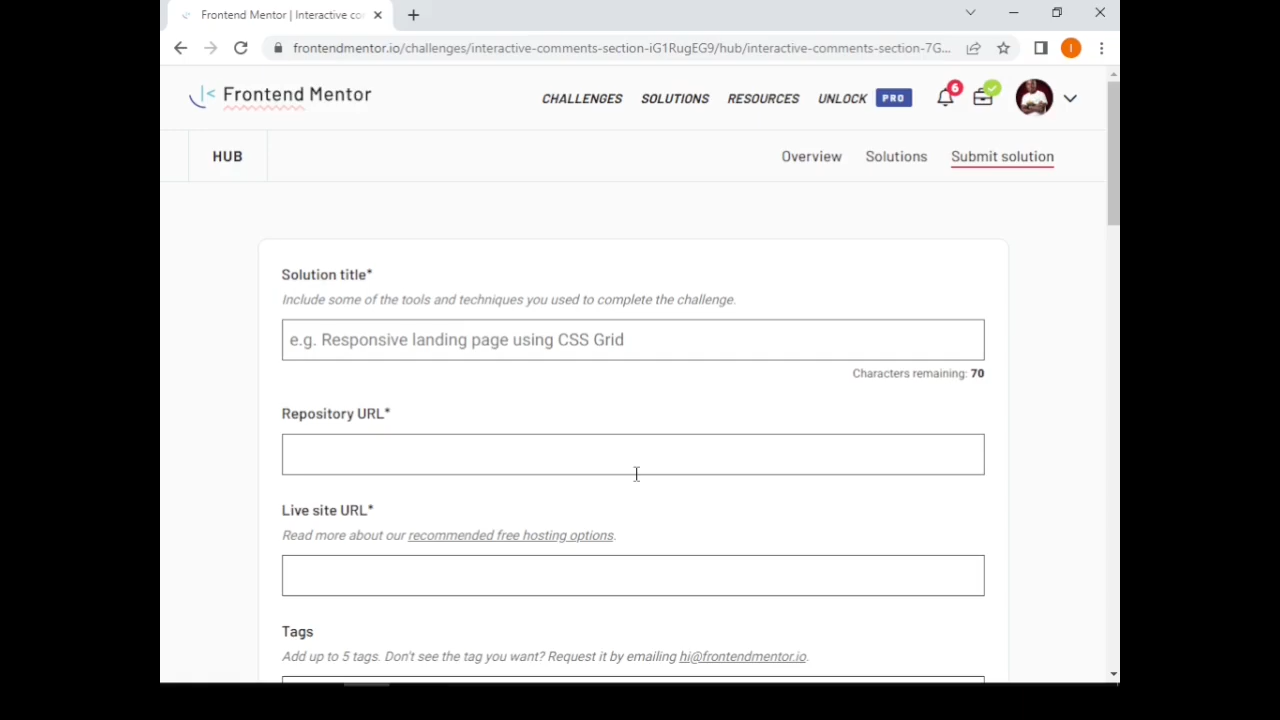 Frontend Mentor | Interactive co
frontendmentor.io/challenges/interactive-comments-section-iG1RugEG9/hub/interactive-comments-section-7G...
I
Frontend Mentor
CHALLENGES SOLUTIONS RESOURCES UNLOCK PRO 6
HUB Overview Solutions Submit solution
Solution title*
Include some of the tools and techniques you used to complete the challenge.
e.g. Responsive landing page using CSS Grid
Characters remaining: 70
Repository URL*
Live site URL*
Read more about our recommended free hosting options.
Tags
Add up to 5 tags. Don't see the tag you want? Request it by emailing hi@frontendmentor.io.